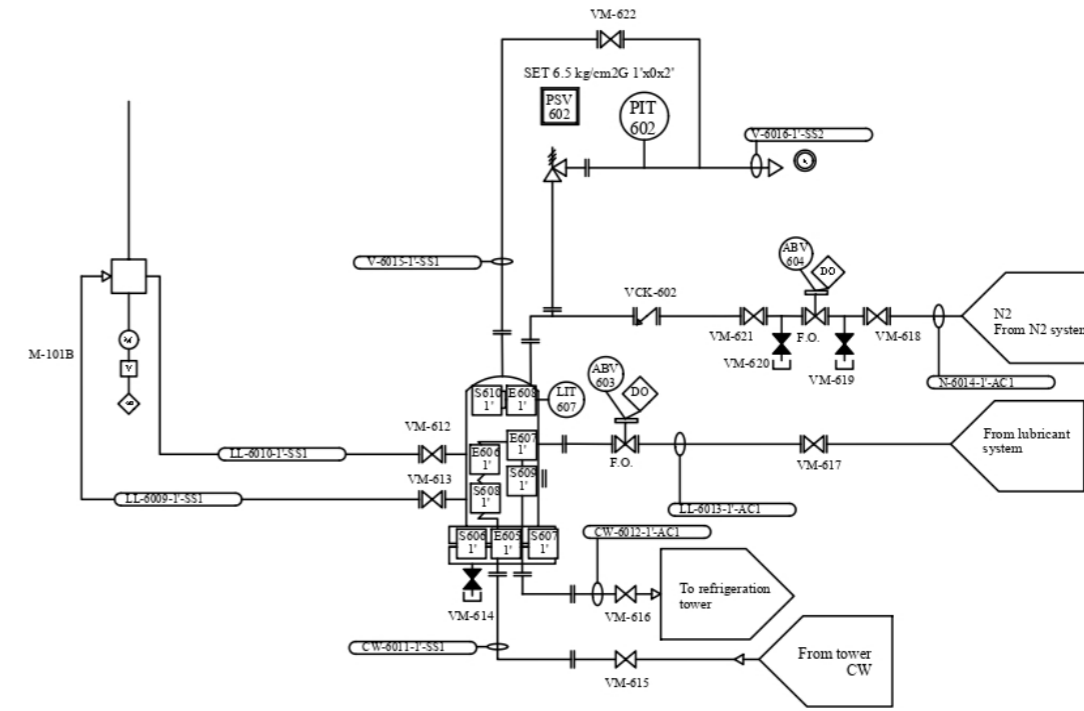 VM-622
SET 6.5 kg/cm2G 1'x0x2'
PSV
602
PIT
602
V-6016-1'-SS2
V-6015-1'-SS1
ABV
604
DO
VCK-602
N2
From N2 system
VM-621
F.O.
VM-618
VM-620
VM-619
N-6014-1'-AC1
M-101B
S610
1'
E608
1'
LIT
607
ABV
603
DO
VM-612
E607
1'
From lubricant
system
LL-6010-1'-SS1
E606
1'
F.O.
VM-617
VM-613
S609
1'
S608
1'
LL-6009-1'-SS1
LL-6013-1'-AC1
S606
1'
E605
1'
S607
1'
CW-6012-1'-AC1
To refrigeration
tower
VM-614
VM-616
CW-6011-1'-SS1
From tower
CW
VM-615